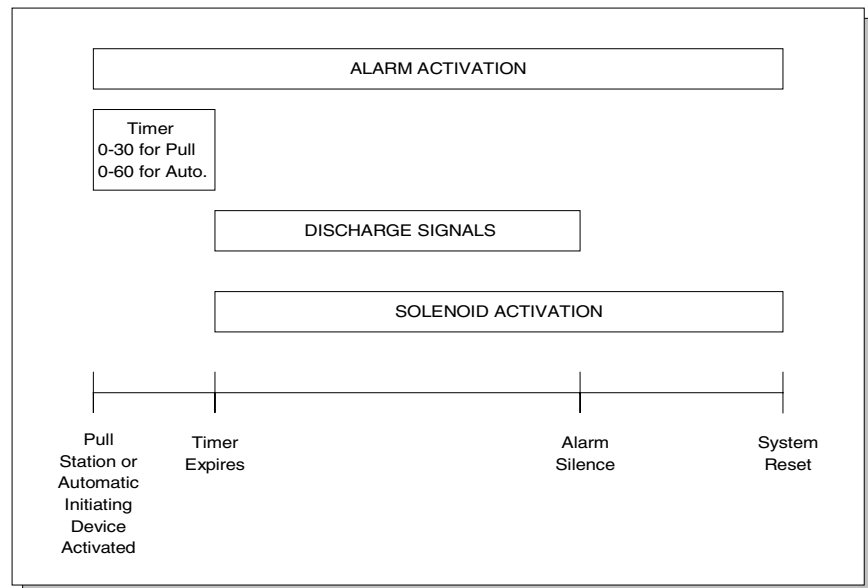 ALARM ACTIVATION
Timer
0-30 for Pull
0-60 for Auto.
DISCHARGE SIGNALS
SOLENOID ACTIVATION
Pull
Station or
Automatic
Initiating
Device
Activated
Timer
Expires
Alarm
Silence
System
Reset